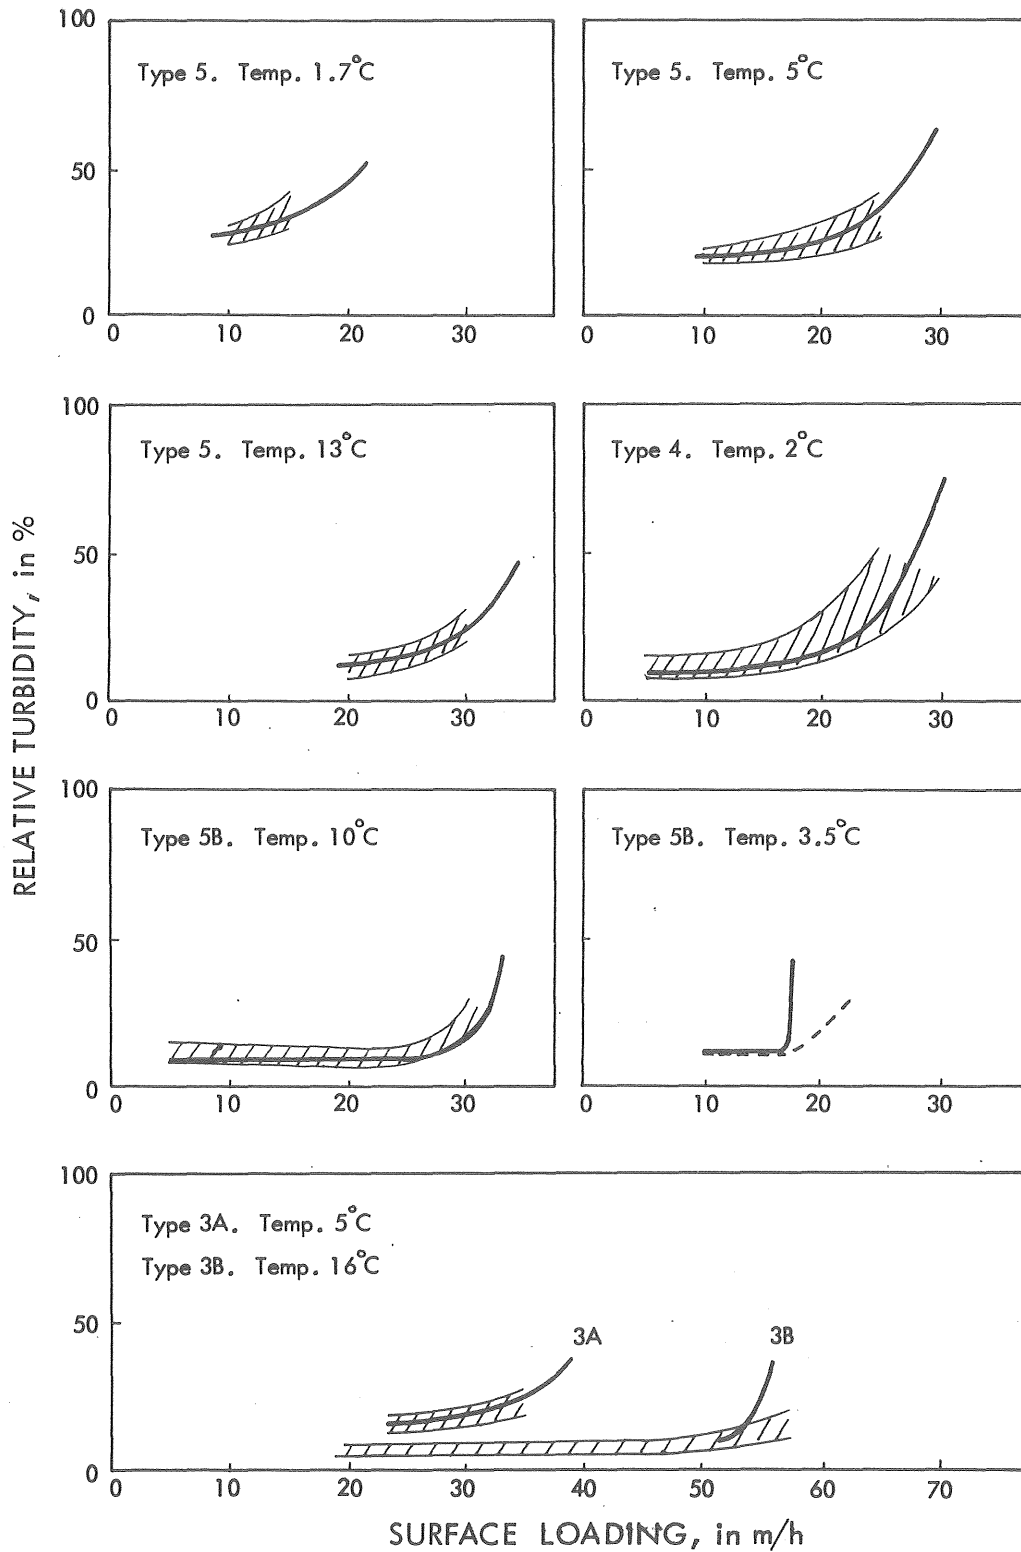 100
50
0
Type 5. Temp. 1.7°C
0 10 20 30
Type 5. Temp. 5°C
0 10 20 30
100
50
0
Type 5. Temp. 13°C
0 20 30
Type 4. Temp. 2°C
0 10 20 30
100
50
0
Type 5B. Temp. 10°C
0 10 20 30
Type 5B. Temp. 3.5°C
0 10 20 30
100
50
0
Type 3A. Temp. 5°C
Type 3B. Temp. 16°C
3A
3B
0 10 20 30 40 50 60 70
RELATIVE TURBIDITY, in %
SURFACE LOADING, in m/h